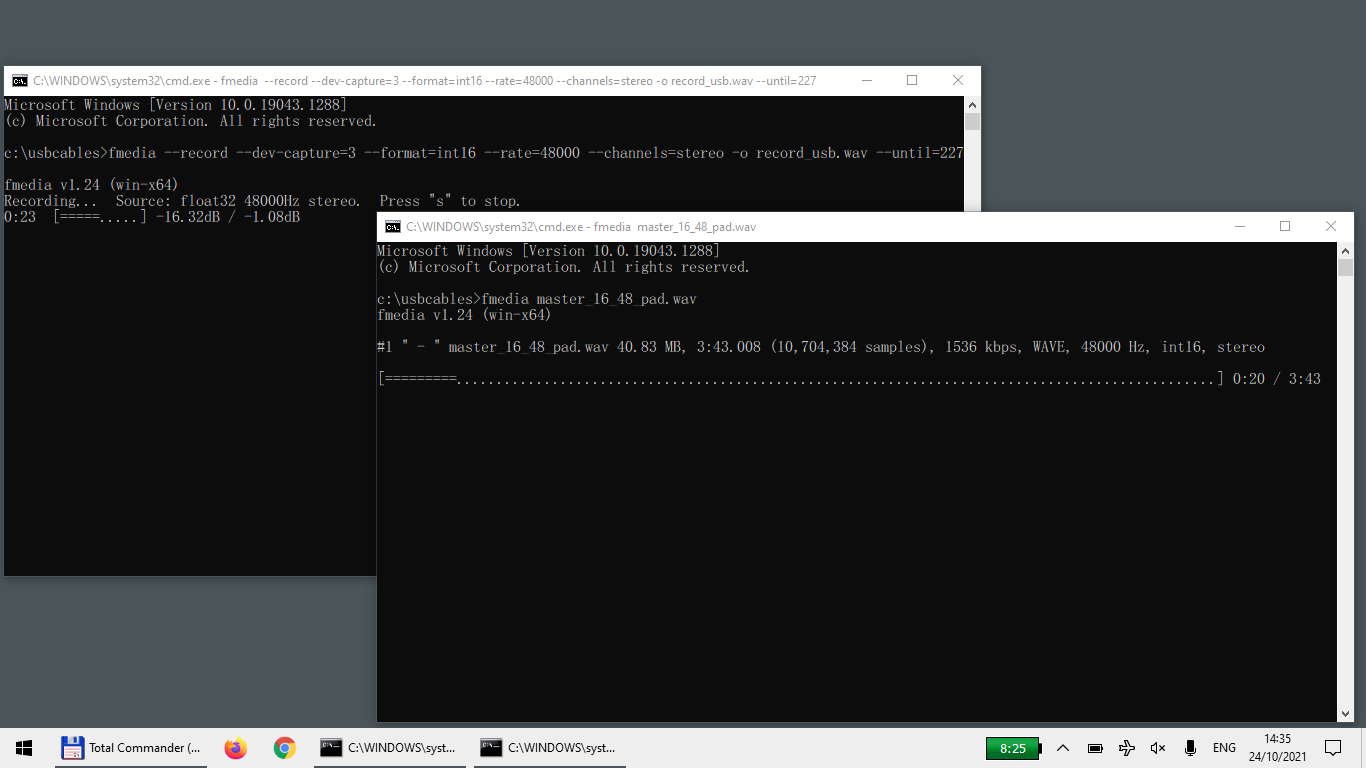 C:\WINDOWS\system32\cmd.exe - fmedia  --record --dev-capture=3 --format=int16 --rate=48000 --channels=stereo -o record_usb.wav --until=227
Microsoft Windows [Version 10.0.19043.1288]
(c) Microsoft Corporation. All rights reserved.
c:\usbcables>fmedia --record --dev-capture=3 --format=int16 --rate=48000 --channels=stereo -o record_usb.wav --until=227
fmedia v1.24 (win-x64)
Recording...  Source: float32 48000Hz stereo.  Press "s" to stop.
0:23  [=====.....] -16.32dB / -1.08dB
C:\WINDOWS\system32\cmd.exe - fmedia  master_16_48_pad.wav
Microsoft Windows [Version 10.0.19043.1288]
(c) Microsoft Corporation. All rights reserved.
c:\usbcables>fmedia master_16_48_pad.wav
fmedia v1.24 (win-x64)
#1 " - " master_16_48_pad.wav 40.83 MB, 3:43.008 (10,704,384 samples), 1536 kbps, WAVE, 48000 Hz, int16, stereo
[=========...............................................................................................] 0:20 / 3:43
Total Commander (...
C:\WINDOWS\syst...
C:\WINDOWS\syst...
8:25
ENG
14:35
24/10/2021